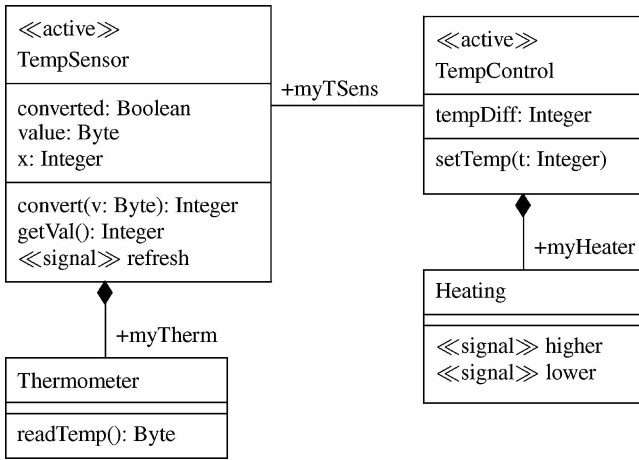 ≪active≫
TempSensor
converted: Boolean
value: Byte
x: Integer
convert(v: Byte): Integer
getVal(): Integer
≪signal≫ refresh
+myTSens
≪active≫
TempControl
tempDiff: Integer
setTemp(t: Integer)
+myHeater
Heating
≪signal≫ higher
≪signal≫ lower
+myTherm
Thermometer
readTemp(): Byte